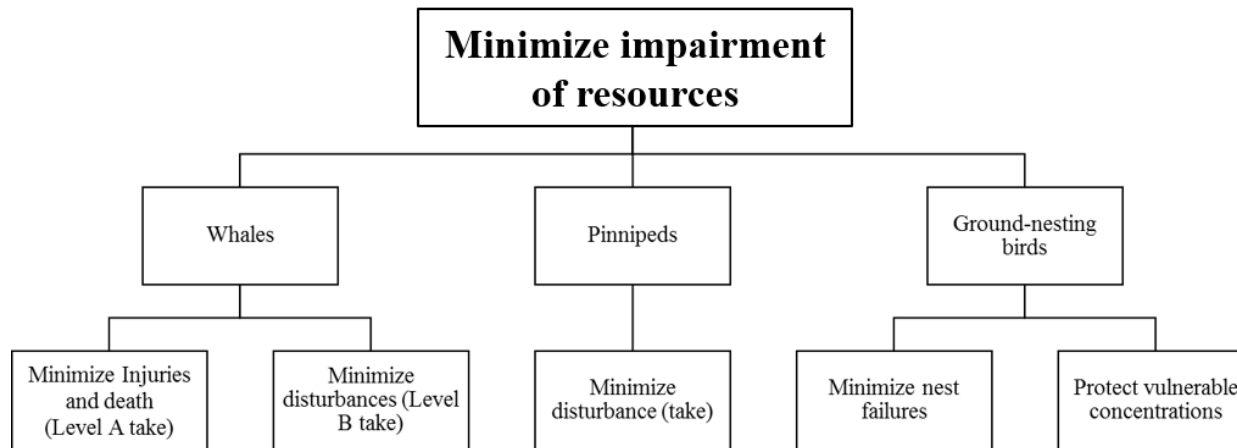 Minimize impairment
of resources
Whales
Pinnipeds
Ground-nesting
birds
Minimize Injuries
and death
(Level A take)
Minimize
disturbances (Level
B take)
Minimize
disturbance (take)
Minimize nest
failures
Protect vulnerable
concentrations